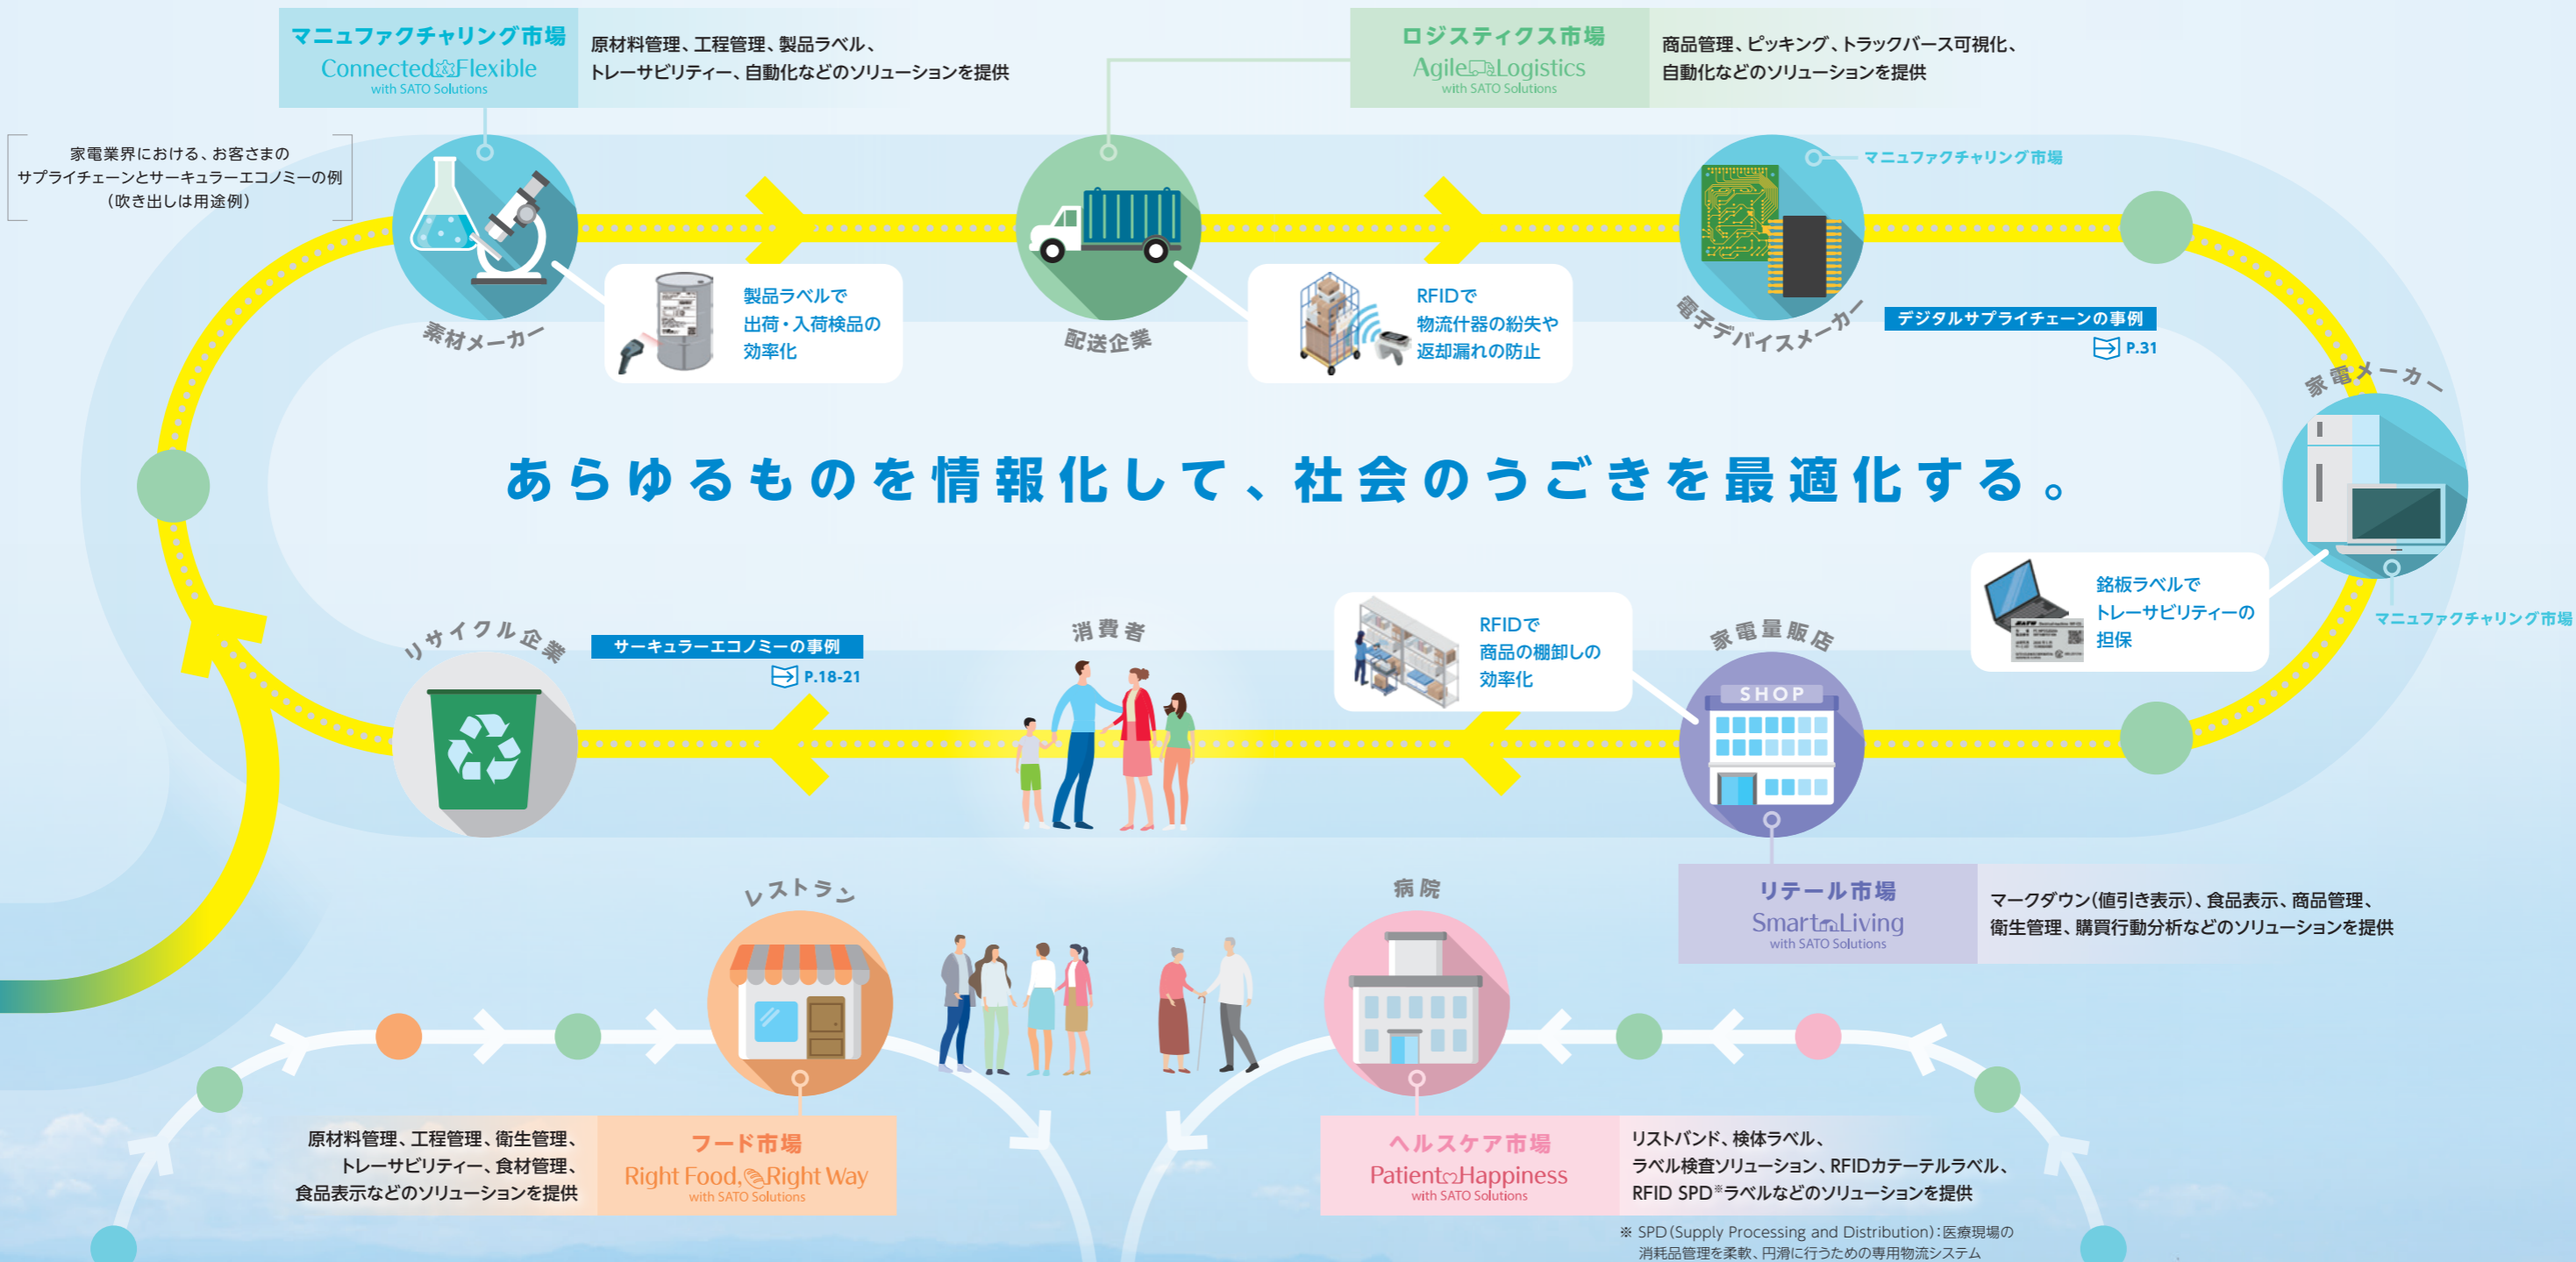 マニュファクチャリング市場
Connected Flexible
with SATO Solutions
原材料管理、工程管理、製品ラベル、
トレーサビリティー、自動化などのソリューションを提供
ロジスティクス市場
Agile Logistics
with SATO Solutions
商品管理、ピッキング、トラックバース可視化、
自動化などのソリューションを提供
家電業界における、お客さまの
サプライチェーンとサーキュラーエコノミーの例
（吹き出しは用途例）
マニュファクチャリング市場
素材メーカー
製品ラベルで
出荷・入荷検品の
効率化
配送企業
RFIDで
物流什器の紛失や
返却漏れの防止
電子デバイスメーカー
デジタルサプライチェーンの事例
P.31
家電メーカー
あらゆるものを情報化して、社会のうごきを最適化する。
銘板ラベルで
トレーサビリティーの
担保
マニュファクチャリング市場
リサイクル企業
サーキュラーエコノミーの事例
P.18-21
消費者
RFIDで
商品の棚卸しの
効率化
家電量販店
SHOP
リテール市場
Smart Living
with SATO Solutions
マークダウン（値引き表示）、食品表示、商品管理、
衛生管理、購買行動分析などのソリューションを提供
レストラン
病院
原材料管理、工程管理、衛生管理、
トレーサビリティー、食材管理、
食品表示などのソリューションを提供
フード市場
Right Food, Right Way
with SATO Solutions
ヘルスケア市場
Patient Happiness
with SATO Solutions
リストバンド、検体ラベル、
ラベル検査ソリューション、RFIDカテーテルラベル、
RFID SPD※ラベルなどのソリューションを提供
※ SPD（Supply Processing and Distribution）：医療現場の
消耗品管理を柔軟、円滑に行うための専用物流システム